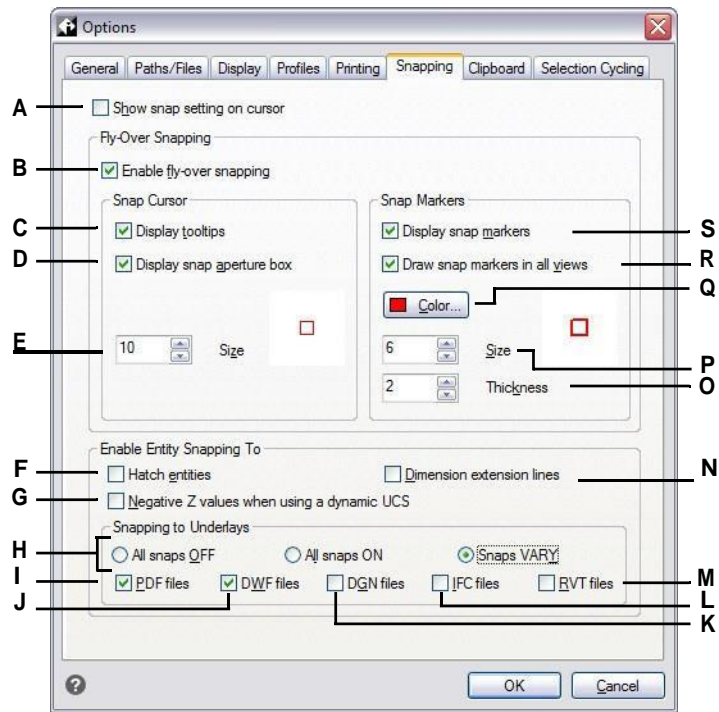 Options
General Paths/Files Display Profiles Printing Snapping Clipboard Selection Cycling
A Show snap setting on cursor
Fly-Over Snapping
B Enable fly-over snapping
Snap Cursor Snap Markers
C Display tooltips Display snap markers S
D Display snap aperture box Draw snap markers in all views R
Color... Q
E 10 Size 6 Size P
2 Thickness O
Enable Entity Snapping To
F Hatch entities Dimension extension lines N
G Negative Z values when using a dynamic UCS
Snapping to Underlays
H All snaps OFF All snaps ON Snaps VARY
I PDF files DWF files DGN files IFC files RVT files M
J L
K
? OK Cancel